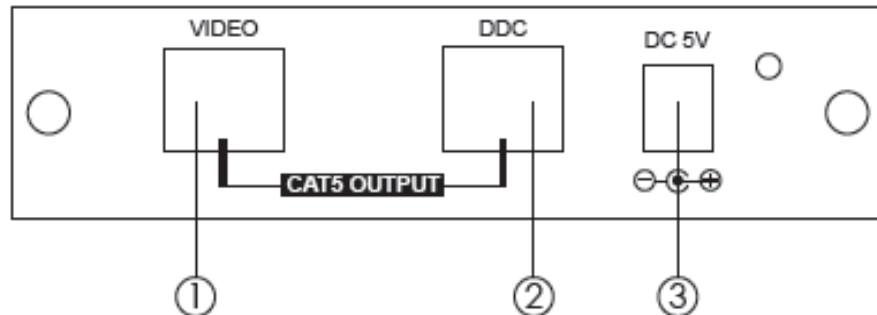 VIDEO DDC DC 5V
CAT5 OUTPUT
① ② ③